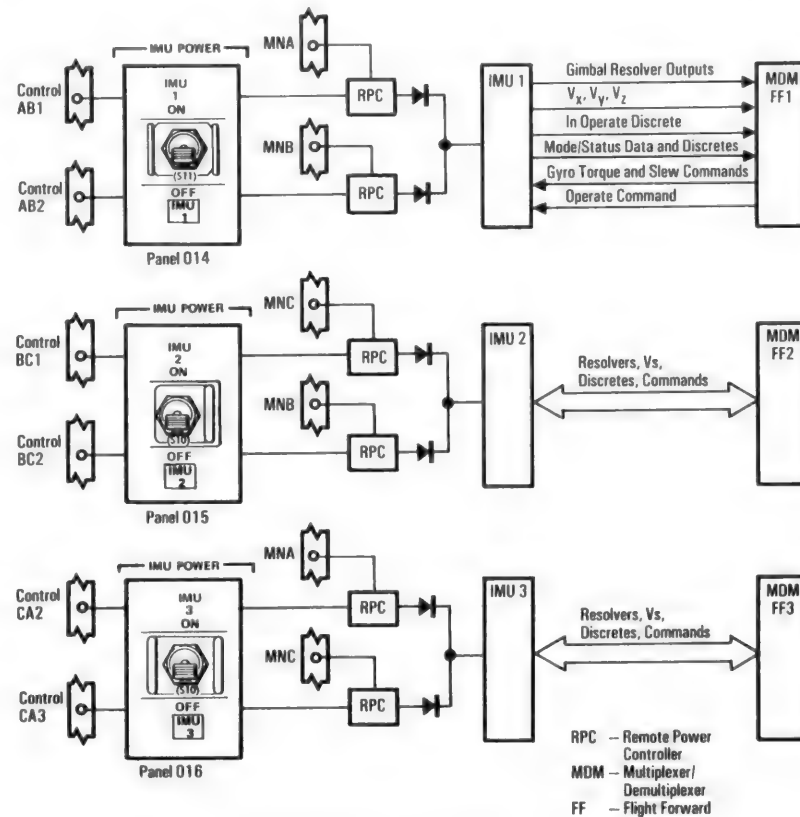 IMU POWER
Control
AB1
Control
AB2
IMU
1
ON
(S11)
OFF
IMU
1
Panel O14
MNA
RPC
MNB
RPC
IMU 1
Gimbal Resolver Outputs
Vx, Vy, Vz
In Operate Discrete
Mode/Status Data and Discretes
Gyro Torque and Slew Commands
Operate Command
MDM
FF1
IMU POWER
Control
BC1
Control
BC2
IMU
2
ON
(S10)
OFF
IMU
2
Panel O15
MNC
RPC
MNB
RPC
IMU 2
Resolvers, Vs,
Discretes, Commands
MDM
FF2
IMU POWER
Control
CA2
Control
CA3
IMU
3
ON
(S10)
OFF
IMU
3
Panel O16
MNA
RPC
MNC
RPC
IMU 3
Resolvers, Vs,
Discretes, Commands
MDM
FF3
RPC – Remote Power
Controller
MDM – Multiplexer/
Demultiplexer
FF – Flight Forward